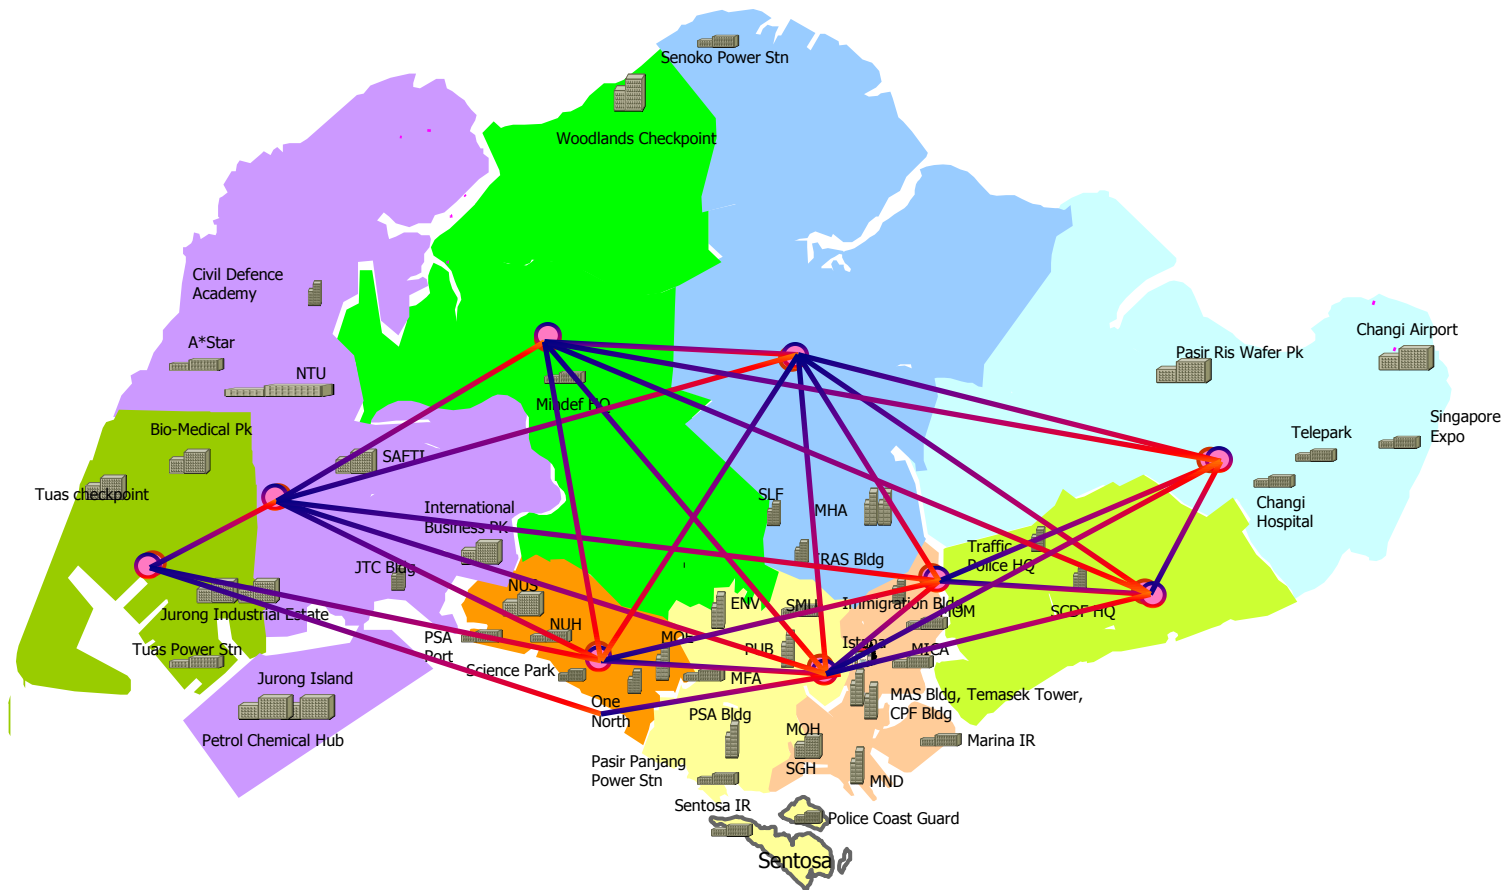 Senoko Power Stn
Woodlands Checkpoint
Civil Defence
Academy
A*Star
NTU
Changi Airport
Pasir Ris Wafer Pk
Mindef HQ
Bio-Medical Pk
SAFTI
Tuas checkpoint
Singapore
Expo
Telepark
Changi
Hospital
International
Business PK
SLF
MHA
Traffic
Police HQ
IRAS Bldg
JTC Bldg
Jurong Industrial Estate
NUS
ENV
SMU
Immigration Bldg
MOM
SCDF HQ
PSA
Port
NUH
MOE
PUB
Istana
MICA
Tuas Power Stn
Science Park
MFA
Jurong Island
One
North
MAS Bldg, Temasek Tower,
CPF Bldg
PSA Bldg
MOH
Petrol Chemical Hub
Marina IR
Pasir Panjang
Power Stn
SGH
MND
Sentosa IR
Police Coast Guard
Sentosa